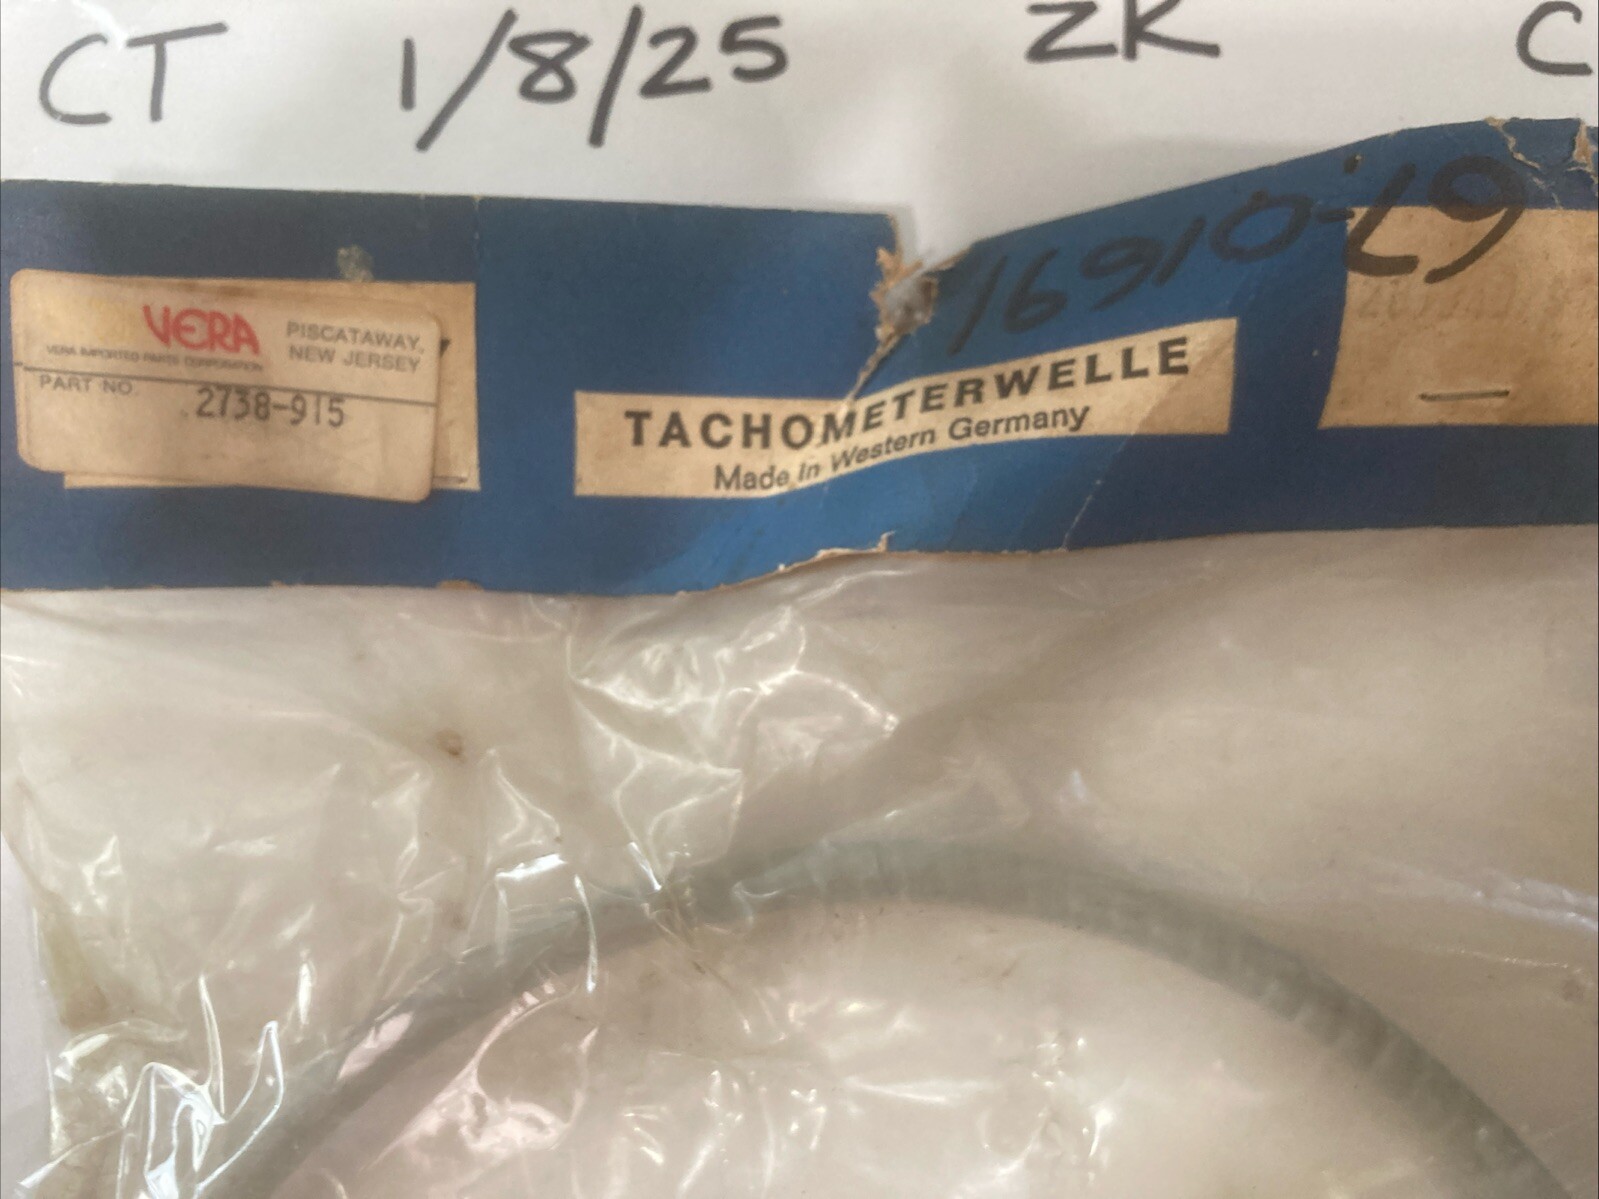 CT 1/8/25 ZK C
16910-L9
VERA
VERA IMPORTED PARTS CORPORATION
PISCATAWAY,
NEW JERSEY
PART NO. 2738-915
TACHOMETERWELLE
Made In Western Germany